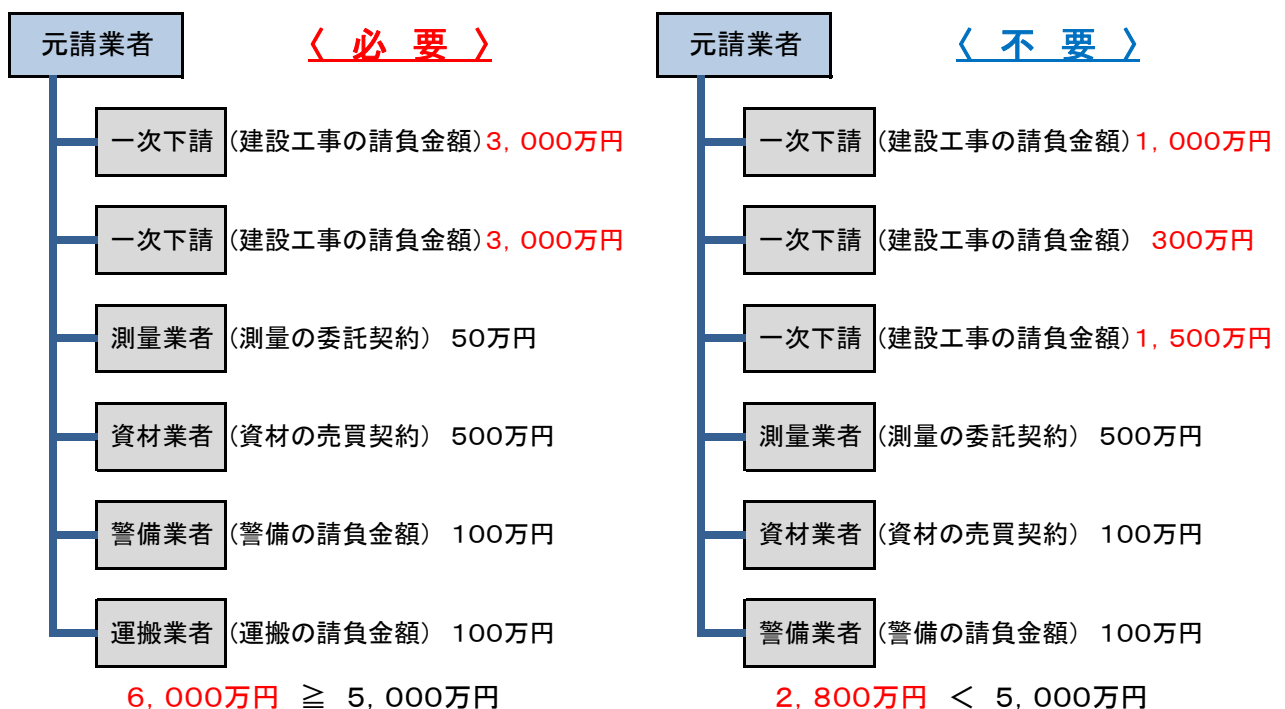 元請業者
〈 必 要 〉
一次下請 (建設工事の請負金額)3，000万円
一次下請 (建設工事の請負金額)3，000万円
測量業者 (測量の委託契約) 50万円
資材業者 (資材の売買契約) 500万円
警備業者 (警備の請負金額) 100万円
運搬業者 (運搬の請負金額) 100万円
6，000万円 ≧ 5，000万円
元請業者
〈 不 要 〉
一次下請 (建設工事の請負金額)1，000万円
一次下請 (建設工事の請負金額) 300万円
一次下請 (建設工事の請負金額)1，500万円
測量業者 (測量の委託契約) 500万円
資材業者 (資材の売買契約) 100万円
警備業者 (警備の請負金額) 100万円
2，800万円 ＜ 5，000万円